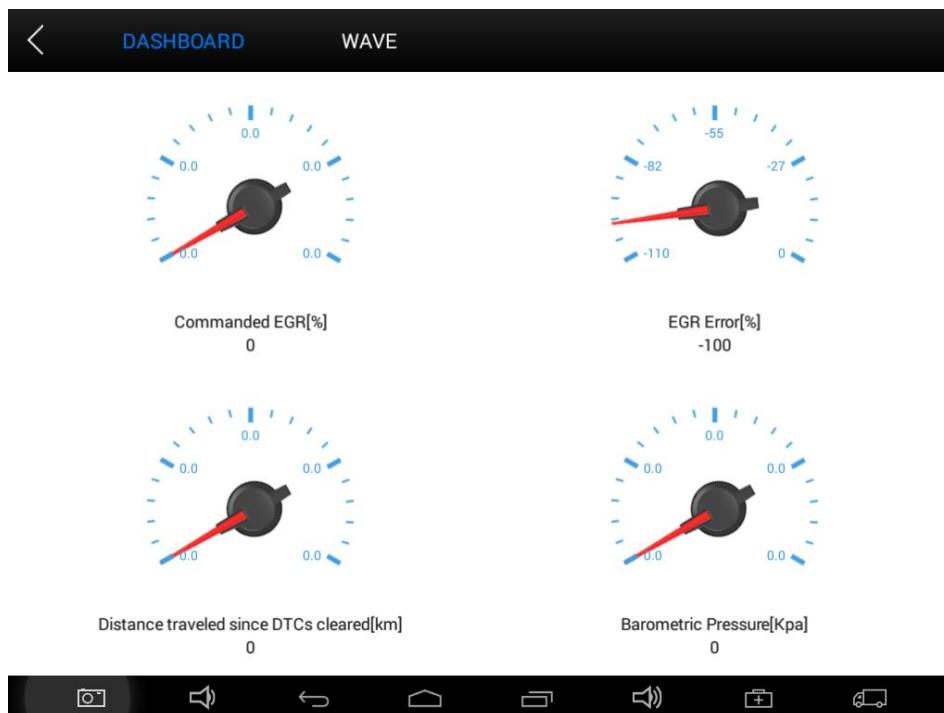 DASHBOARD WAVE
0.0 -55
0.0 0.0 -82 -27
0.0 0.0 -110 0
Commanded EGR[%] EGR Error[%]
0 -100
0.0 0.0
0.0 0.0 0.0 0.0
0.0 0.0 0.0 0.0
Distance traveled since DTCs cleared[km] Barometric Pressure[Kpa]
0 0